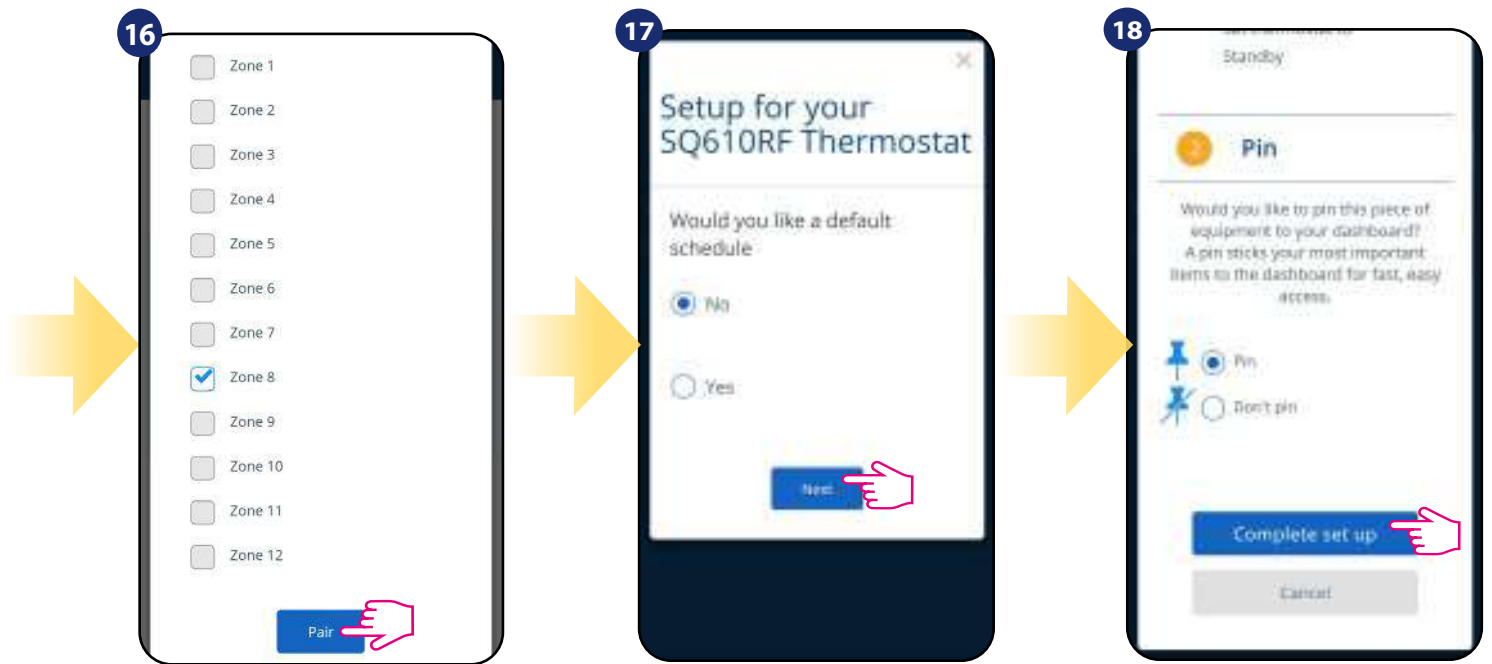 16
Zone 1
Zone 2
Zone 3
Zone 4
Zone 5
Zone 6
Zone 7
Zone 8
Zone 9
Zone 10
Zone 11
Zone 12
Pair
17
Setup for your
SQ610RF Thermostat
Would you like a default
schedule
No
Yes
Next
18
Standby
Pin
Would you like to pin this piece of
equipment to your dashboard?
A pin sticks your most important
items to the dashboard for fast, easy
access.
Pin
Don't pin
Complete set up
Cancel